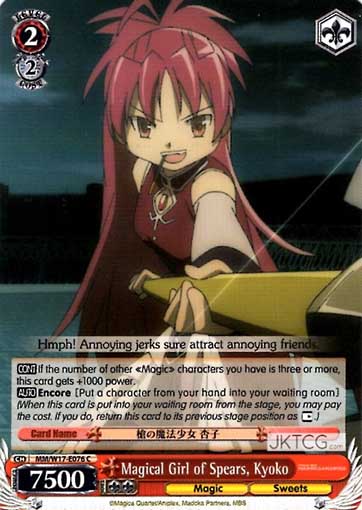 LEVEL
2
2
COST
Hmph! Annoying jerks sure attract annoying friends.
CONT If the number of other «Magic» characters you have is three or more,
this card gets +1000 power.
AUTO Encore [Put a character from your hand into your waiting room]
(When this card is put into your waiting room from the stage, you may pay
the cost. If you do, return this card to its previous stage position as .)
Card Name 槍の魔法少女 杏子
JKTCG.com
CH MM/W17-E076 C Magical Girl of Spears, Kyoko
7500 Magic Sweets
©Magica Quartet/Aniplex, Madoka Partners, MBS